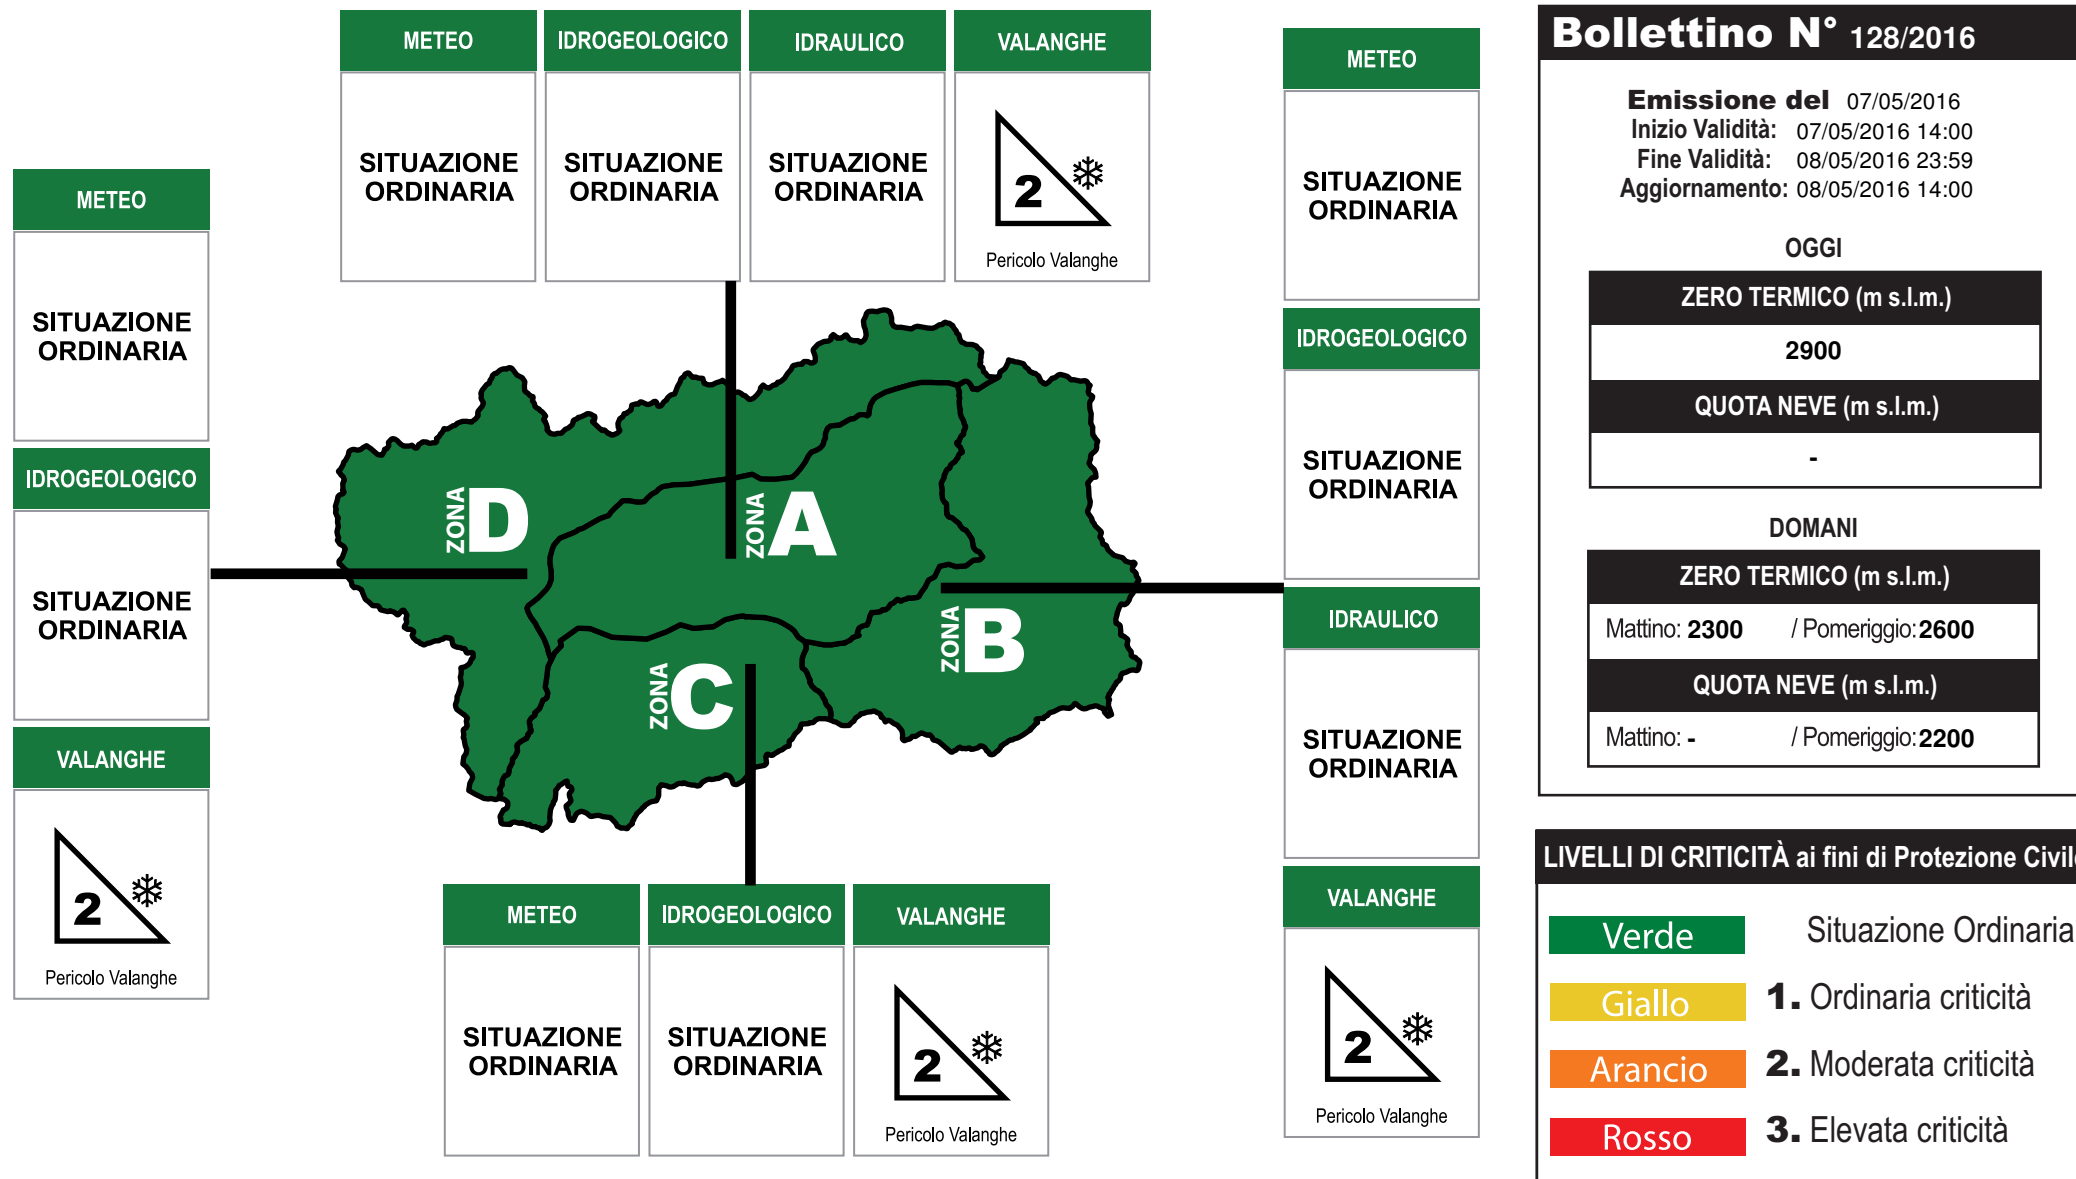 METEO
IDROGEOLOGICO
IDRAULICO
VALANGHE
SITUAZIONE
ORDINARIA
SITUAZIONE
ORDINARIA
SITUAZIONE
ORDINARIA
2
Pericolo Valanghe
METEO
SITUAZIONE
ORDINARIA
IDROGEOLOGICO
SITUAZIONE
ORDINARIA
VALANGHE
2
Pericolo Valanghe
ZONA D
ZONA A
ZONA B
ZONA C
METEO
IDROGEOLOGICO
VALANGHE
SITUAZIONE
ORDINARIA
SITUAZIONE
ORDINARIA
2
Pericolo Valanghe
METEO
SITUAZIONE
ORDINARIA
IDROGEOLOGICO
SITUAZIONE
ORDINARIA
IDRAULICO
SITUAZIONE
ORDINARIA
VALANGHE
2
Pericolo Valanghe
Bollettino N° 128/2016
Emissione del 07/05/2016
Inizio Validità: 07/05/2016 14:00
Fine Validità: 08/05/2016 23:59
Aggiornamento: 08/05/2016 14:00
OGGI
ZERO TERMICO (m s.l.m.)
2900
QUOTA NEVE (m s.l.m.)
-
DOMANI
ZERO TERMICO (m s.l.m.)
Mattino: 2300 / Pomeriggio: 2600
QUOTA NEVE (m s.l.m.)
Mattino: - / Pomeriggio: 2200
LIVELLI DI CRITICITÀ ai fini di Protezione Civile
Verde Situazione Ordinaria
Giallo 1. Ordinaria criticità
Arancio 2. Moderata criticità
Rosso 3. Elevata criticità